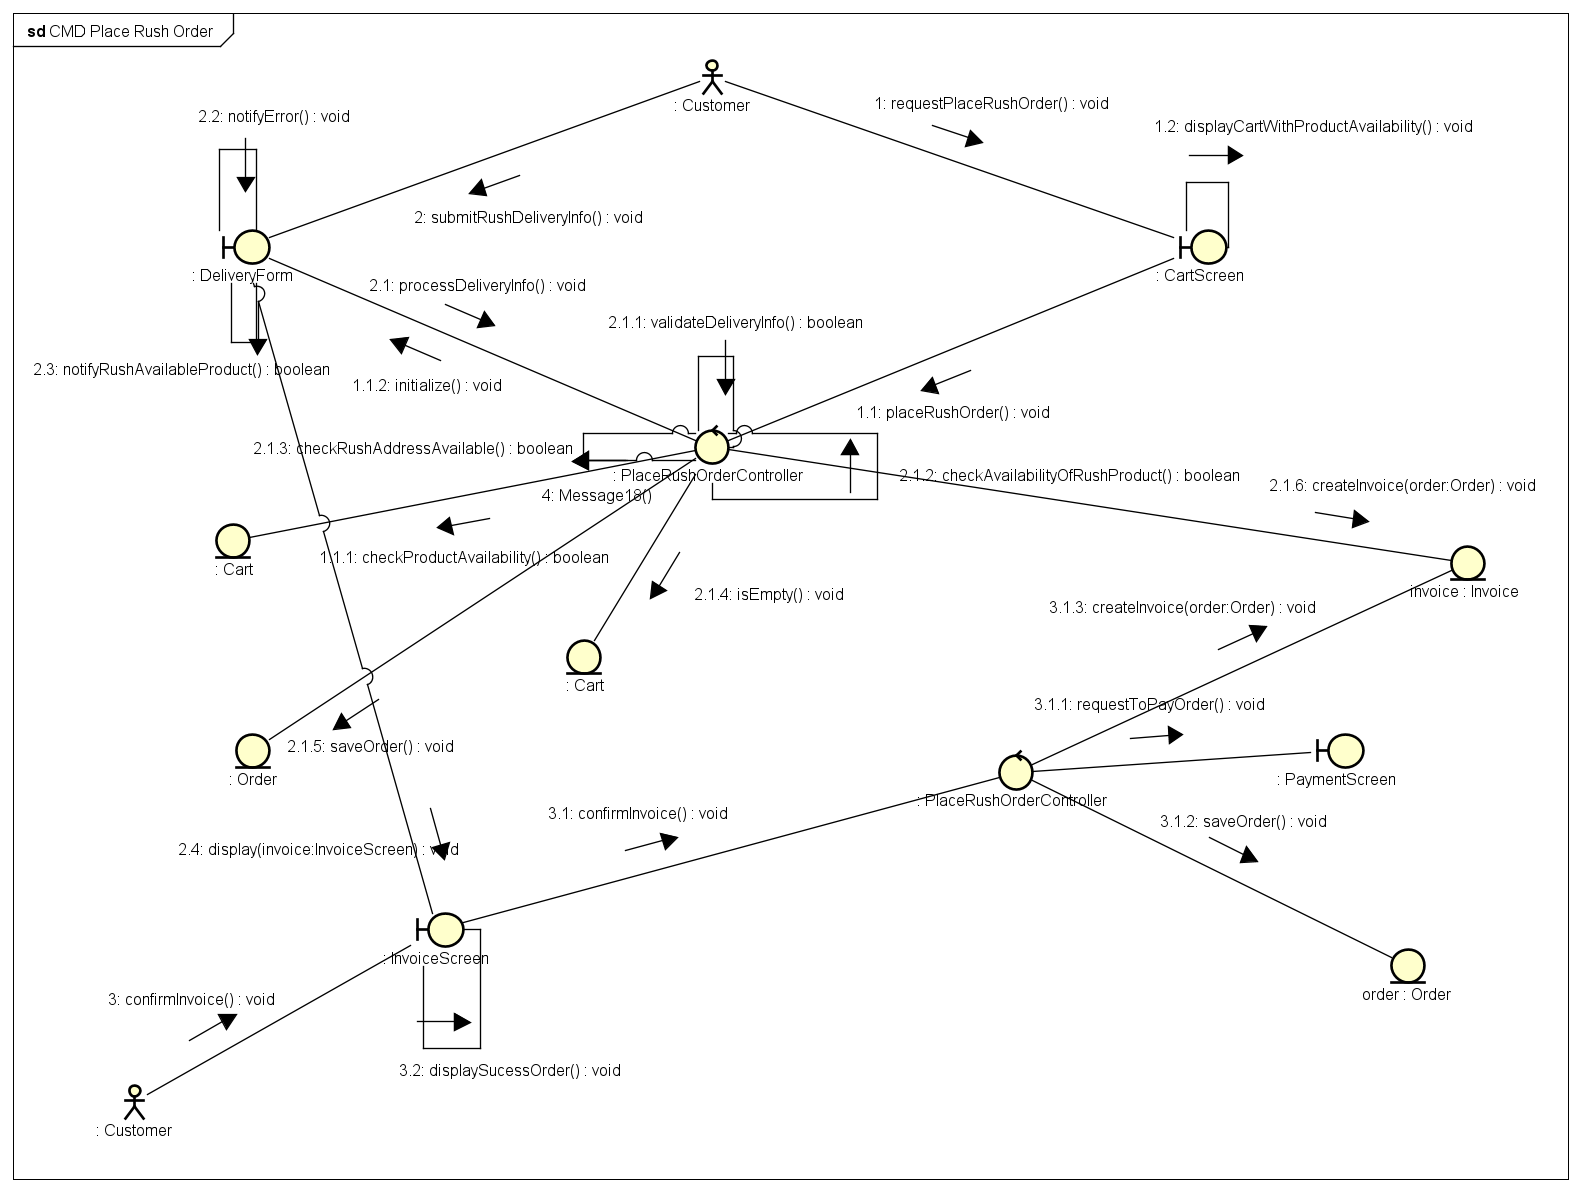 sd CMD Place Rush Order
: Customer
1: requestPlaceRushOrder() : void
2.2: notifyError() : void
1.2: displayCartWithProductAvailability() : void
2: submitRushDeliveryInfo() : void
: DeliveryForm
: CartScreen
2.1: processDeliveryInfo() : void
2.1.1: validateDeliveryInfo() : boolean
2.3: notifyRushAvailableProduct() : boolean
1.1.2: initialize() : void
1.1: placeRushOrder() : void
2.1.3: checkRushAddressAvailable() : boolean
: PlaceRushOrderController
2.1.2: checkAvailabilityOfRushProduct() : boolean
2.1.6: createInvoice(order:Order) : void
4: Message18()
1.1.1: checkProductAvailability() : boolean
: Cart
2.1.4: isEmpty() : void
invoice : Invoice
3.1.3: createInvoice(order:Order) : void
: Cart
3.1.1: requestToPayOrder() : void
2.1.5: saveOrder() : void
: Order
: PaymentScreen
: PlaceRushOrderController
3.1: confirmInvoice() : void
3.1.2: saveOrder() : void
2.4: display(invoice:InvoiceScreen) : void
: InvoiceScreen
3: confirmInvoice() : void
order : Order
3.2: displaySucessOrder() : void
: Customer